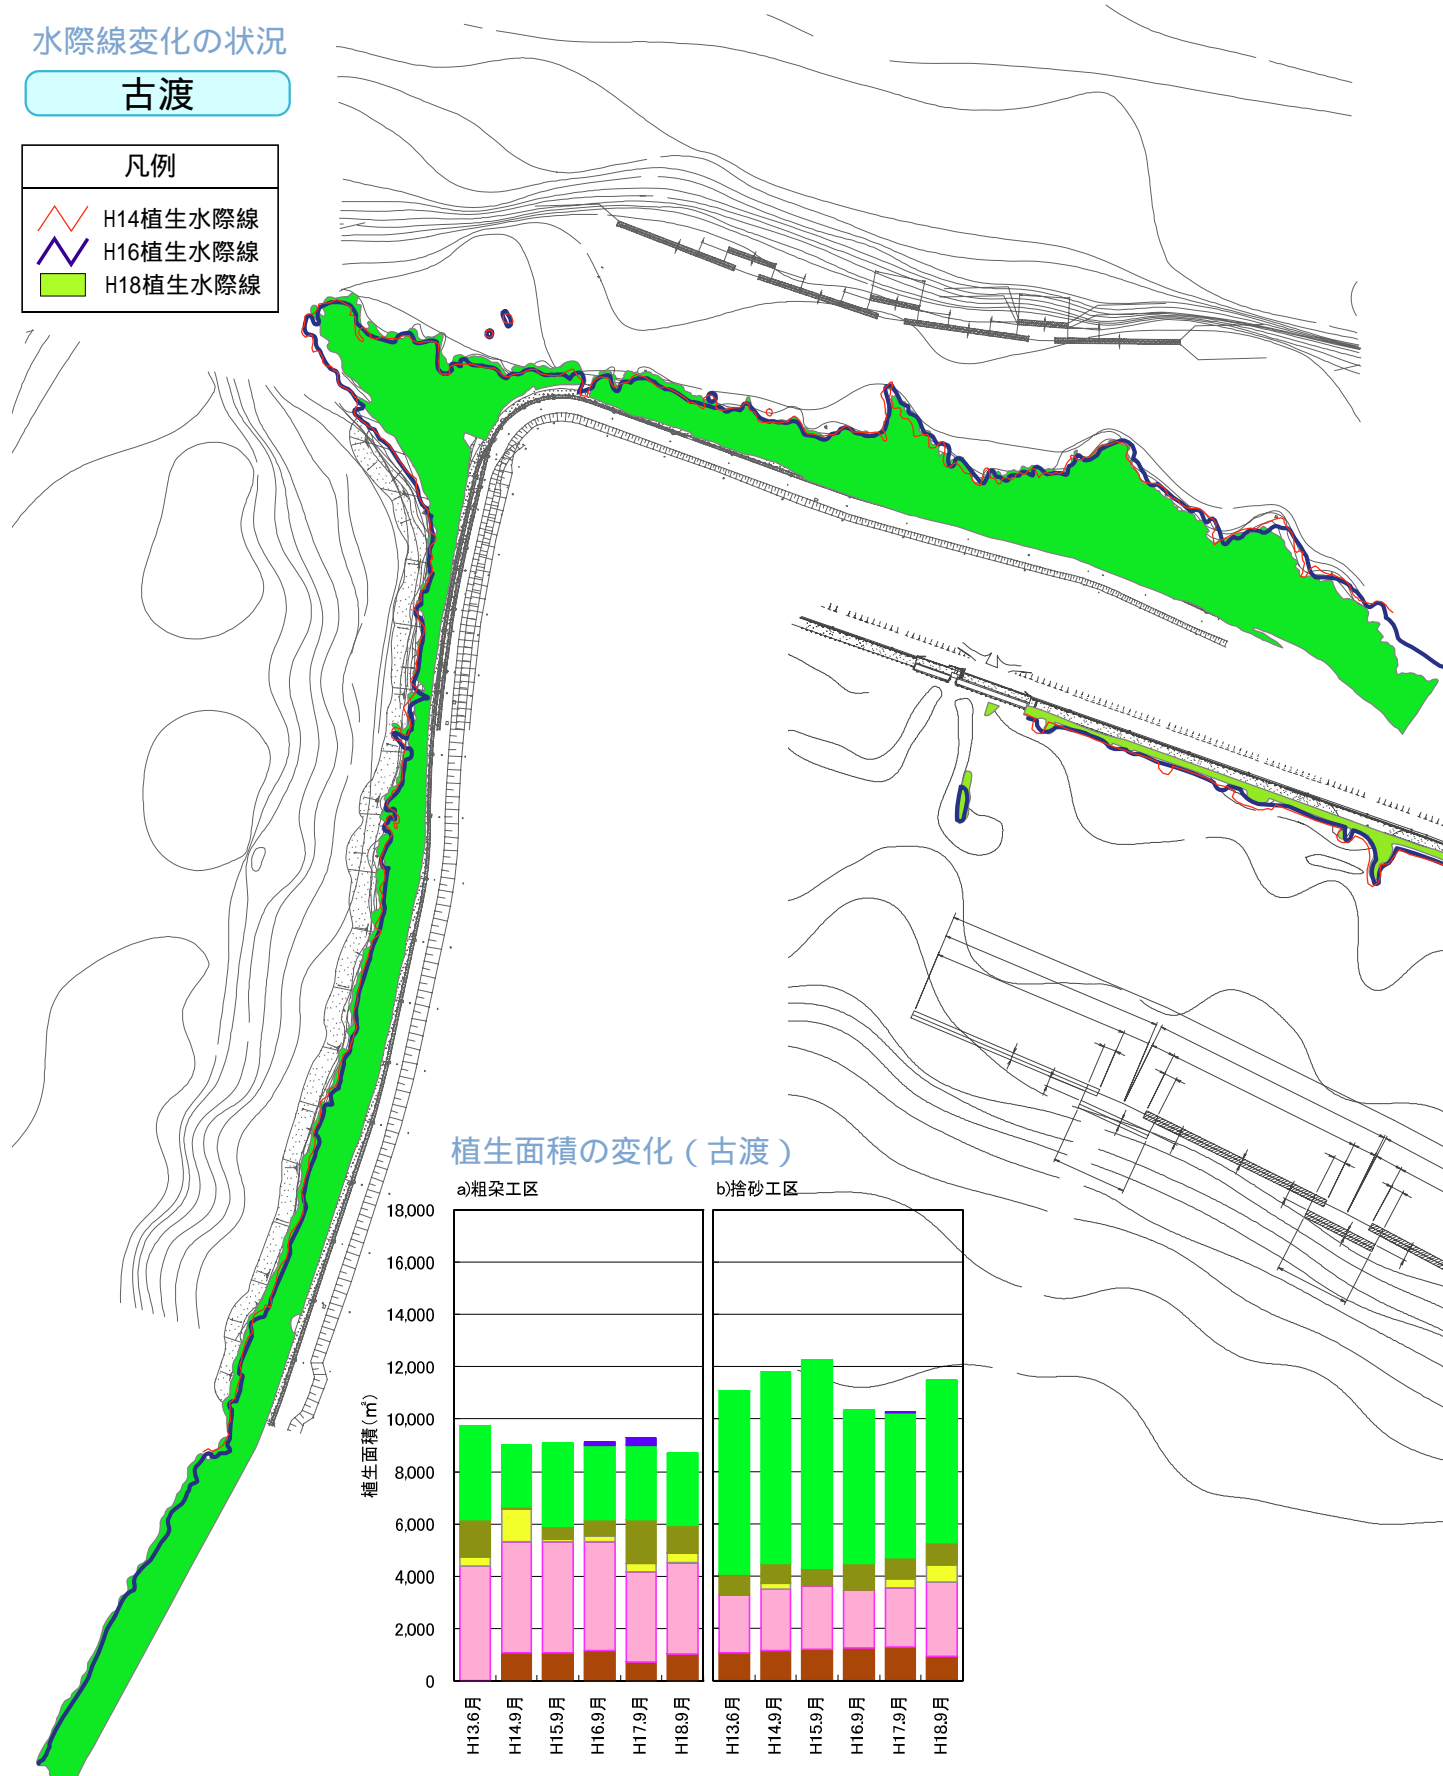 水際線変化の状況
古渡
凡例
H14植生水際線
H16植生水際線
H18植生水際線
植生面積の変化（古渡）
a)粗朶工区
b)捨砂工区
18,000
16,000
14,000
12,000
10,000
8,000
6,000
4,000
2,000
0
植生面積(㎡)
H13.6月
H14.9月
H15.9月
H16.9月
H17.9月
H18.9月
H13.6月
H14.9月
H15.9月
H16.9月
H17.9月
H18.9月